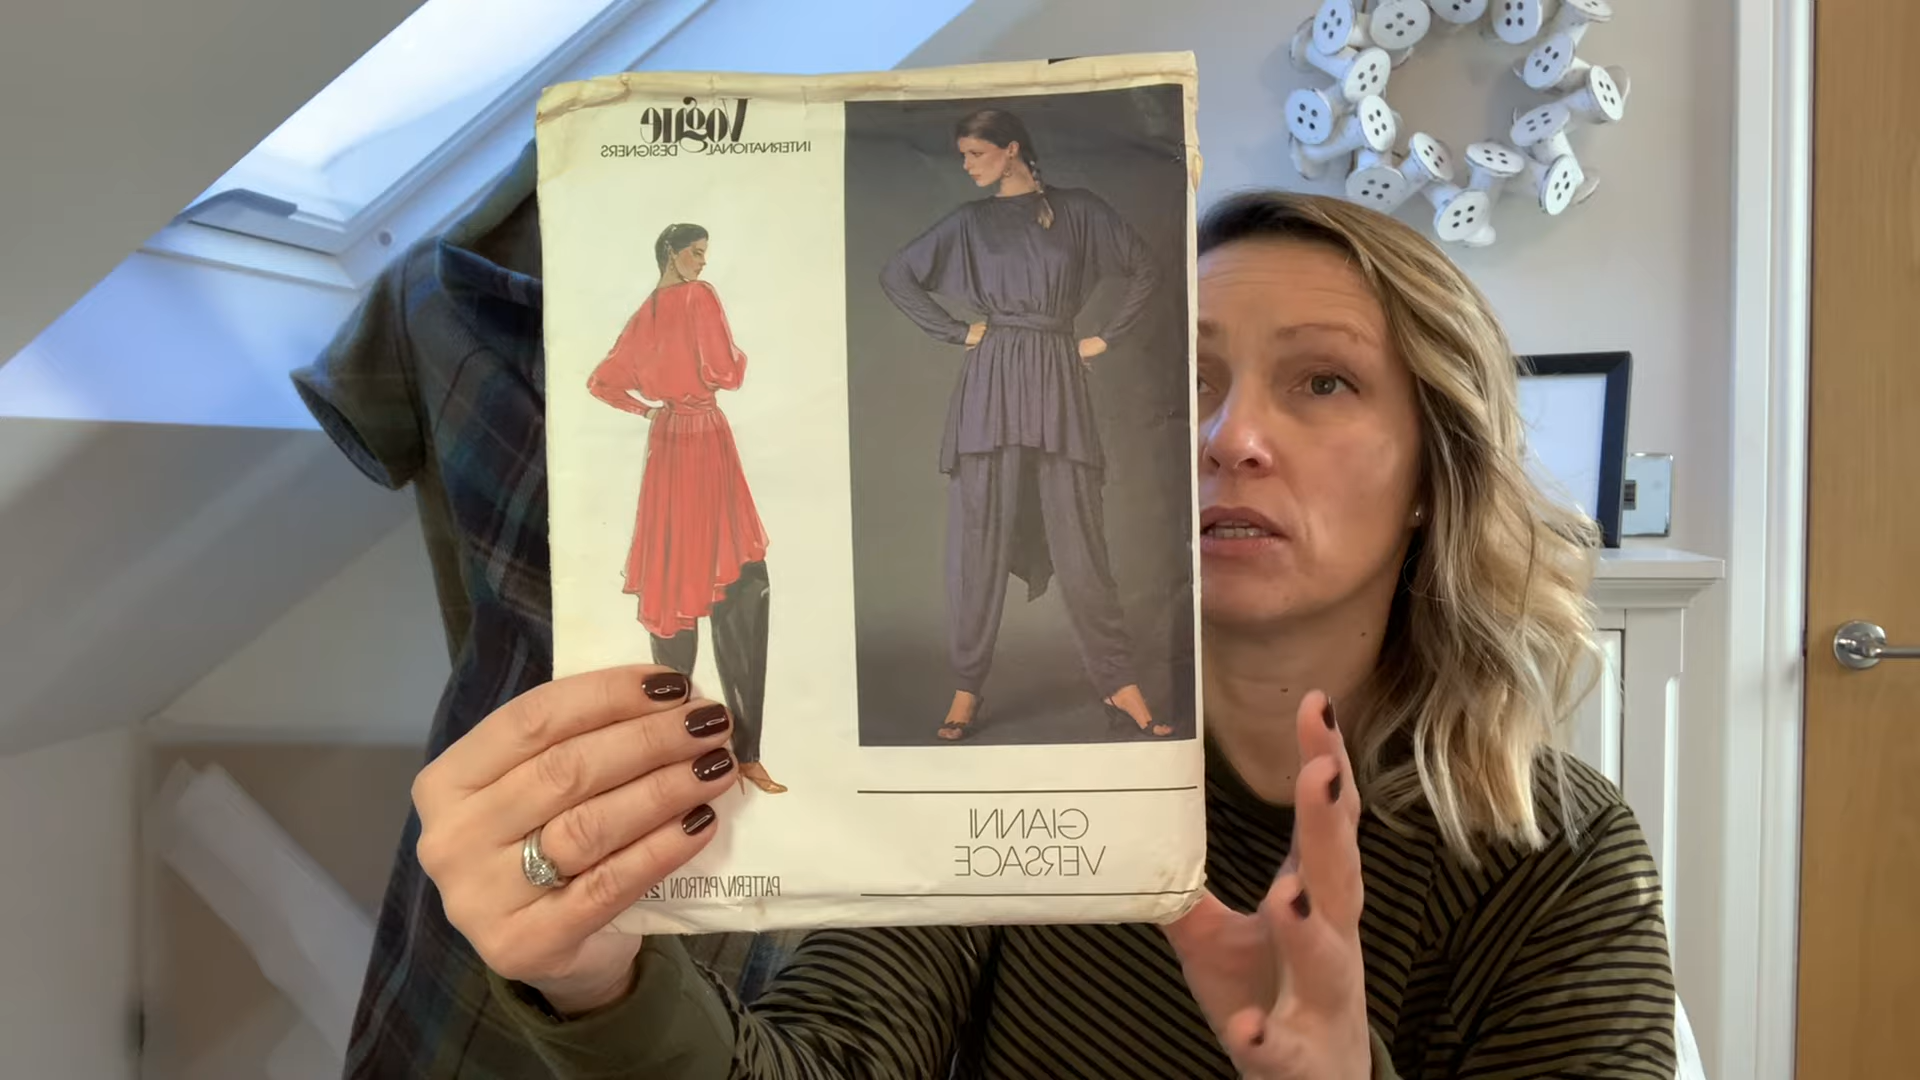 Vogue
INTERNATIONAL DESIGNERS
GIANNI
VERSACE
PATTERN/PATRON